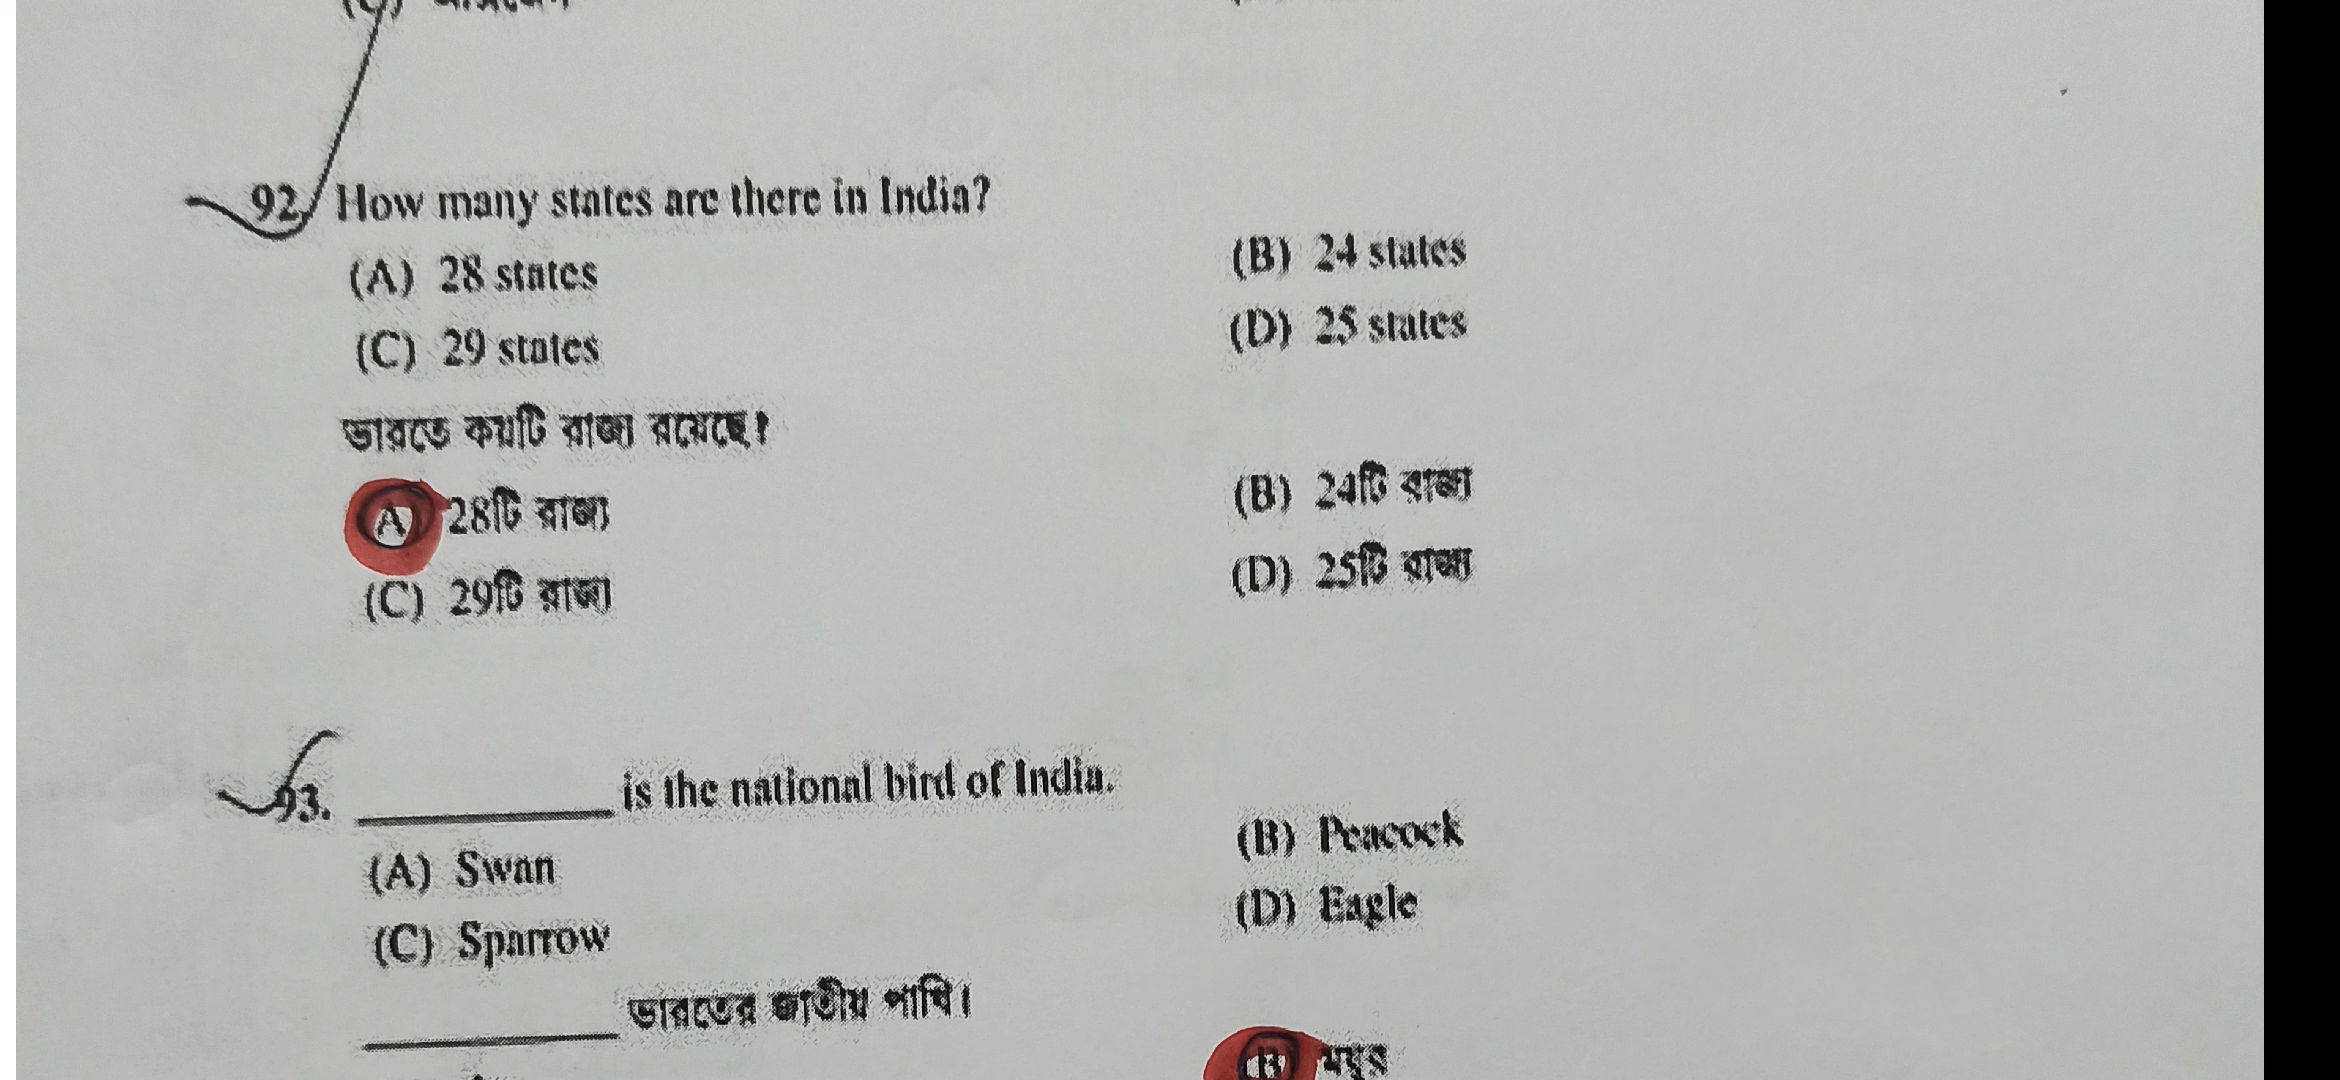 92. How many states are there in India?
(A) 28 states (B) 24 states
(C) 29 states (D) 25 states
ভারতে কয়টি রাজ্য রয়েছে?
(A) 28টি রাজ্য (B) 24টি রাজ্য
(C) 29টি রাজ্য (D) 25টি রাজ্য
93. ________ is the national bird of India.
(A) Swan (B) Peacock
(C) Sparrow (D) Eagle
________ ভারতের জাতীয় পাখি।
(B) ময়ূর